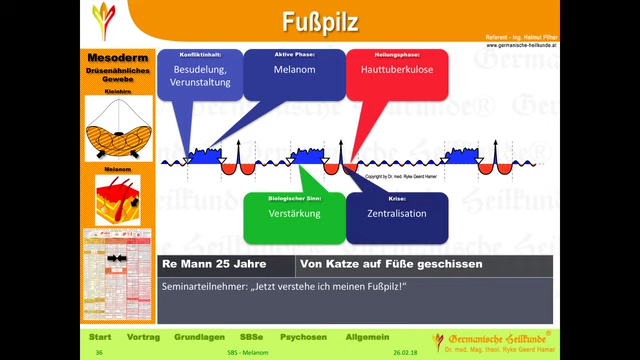 Fußpilz
Referent - Ing. Helmut Pilhar
www.germanische-heilkunde.at
Mesoderm
Drüsenähnliches
Gewebe
Kleinhirn
Melanom
Konfliktinhalt:
Besudelung,
Verunstaltung
Aktive Phase:
Melanom
Heilungsphase:
Hauttuberkulose
Copyright by Dr. med. Ryke Geerd Hamer
Biologischer Sinn:
Verstärkung
Krise:
Zentralisation
Re Mann 25 Jahre
Von Katze auf Füße geschissen
Seminarteilnehmer: „Jetzt verstehe ich meinen Fußpilz!“
Start Vortrag Grundlagen SBSe Psychosen Allgemein
36 SBS - Melanom 26.02.18
Germanische Heilkunde®
Dr. med. Mag. theol. Ryke Geerd Hamer